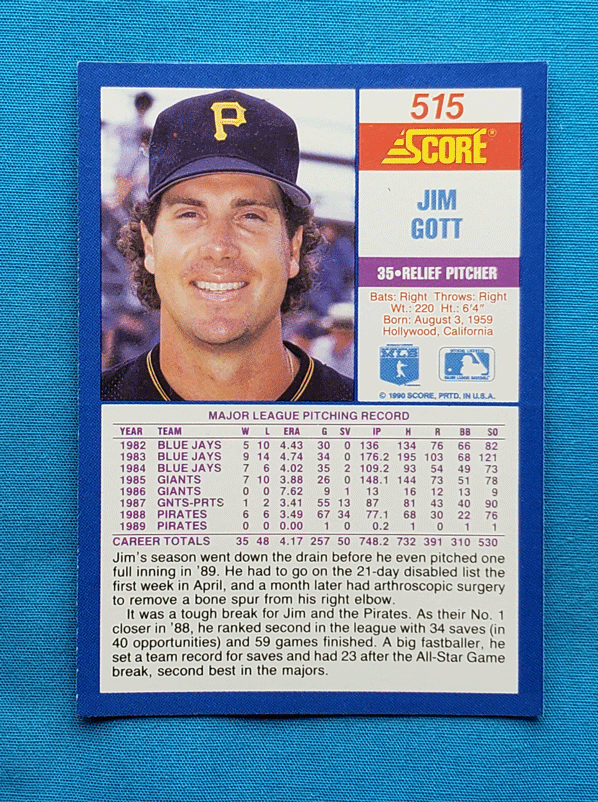 P
515
SCORE®
JIM
GOTT
35•RELIEF PITCHER
Bats: Right Throws: Right
Wt.: 220 Ht.: 6'4"
Born: August 3, 1959
Hollywood, California
© 1990 SCORE, PRTD. IN U.S.A.
MAJOR LEAGUE PITCHING RECORD
YEAR TEAM W L ERA G SV IP H R BB SO
1982 BLUE JAYS 5 10 4.43 30 0 136 134 76 66 82
1983 BLUE JAYS 9 14 4.74 34 0 176.2 195 103 68 121
1984 BLUE JAYS 7 6 4.02 35 2 109.2 93 54 49 73
1985 GIANTS 7 10 3.88 26 0 148.1 144 73 51 78
1986 GIANTS 0 0 7.62 9 1 13 16 12 13 9
1987 GNTS-PRTS 1 2 3.41 55 13 87 81 43 40 90
1988 PIRATES 6 6 3.49 67 34 77.1 68 30 22 76
1989 PIRATES 0 0 0.00 1 0 0.2 1 0 1 1
CAREER TOTALS 35 48 4.17 257 50 748.2 732 391 310 530
Jim's season went down the drain before he even pitched one
full inning in '89. He had to go on the 21-day disabled list the
first week in April, and a month later had arthroscopic surgery
to remove a bone spur from his right elbow.
It was a tough break for Jim and the Pirates. As their No. 1
closer in '88, he ranked second in the league with 34 saves (in
40 opportunities) and 59 games finished. A big fastballer, he
set a team record for saves and had 23 after the All-Star Game
break, second best in the majors.